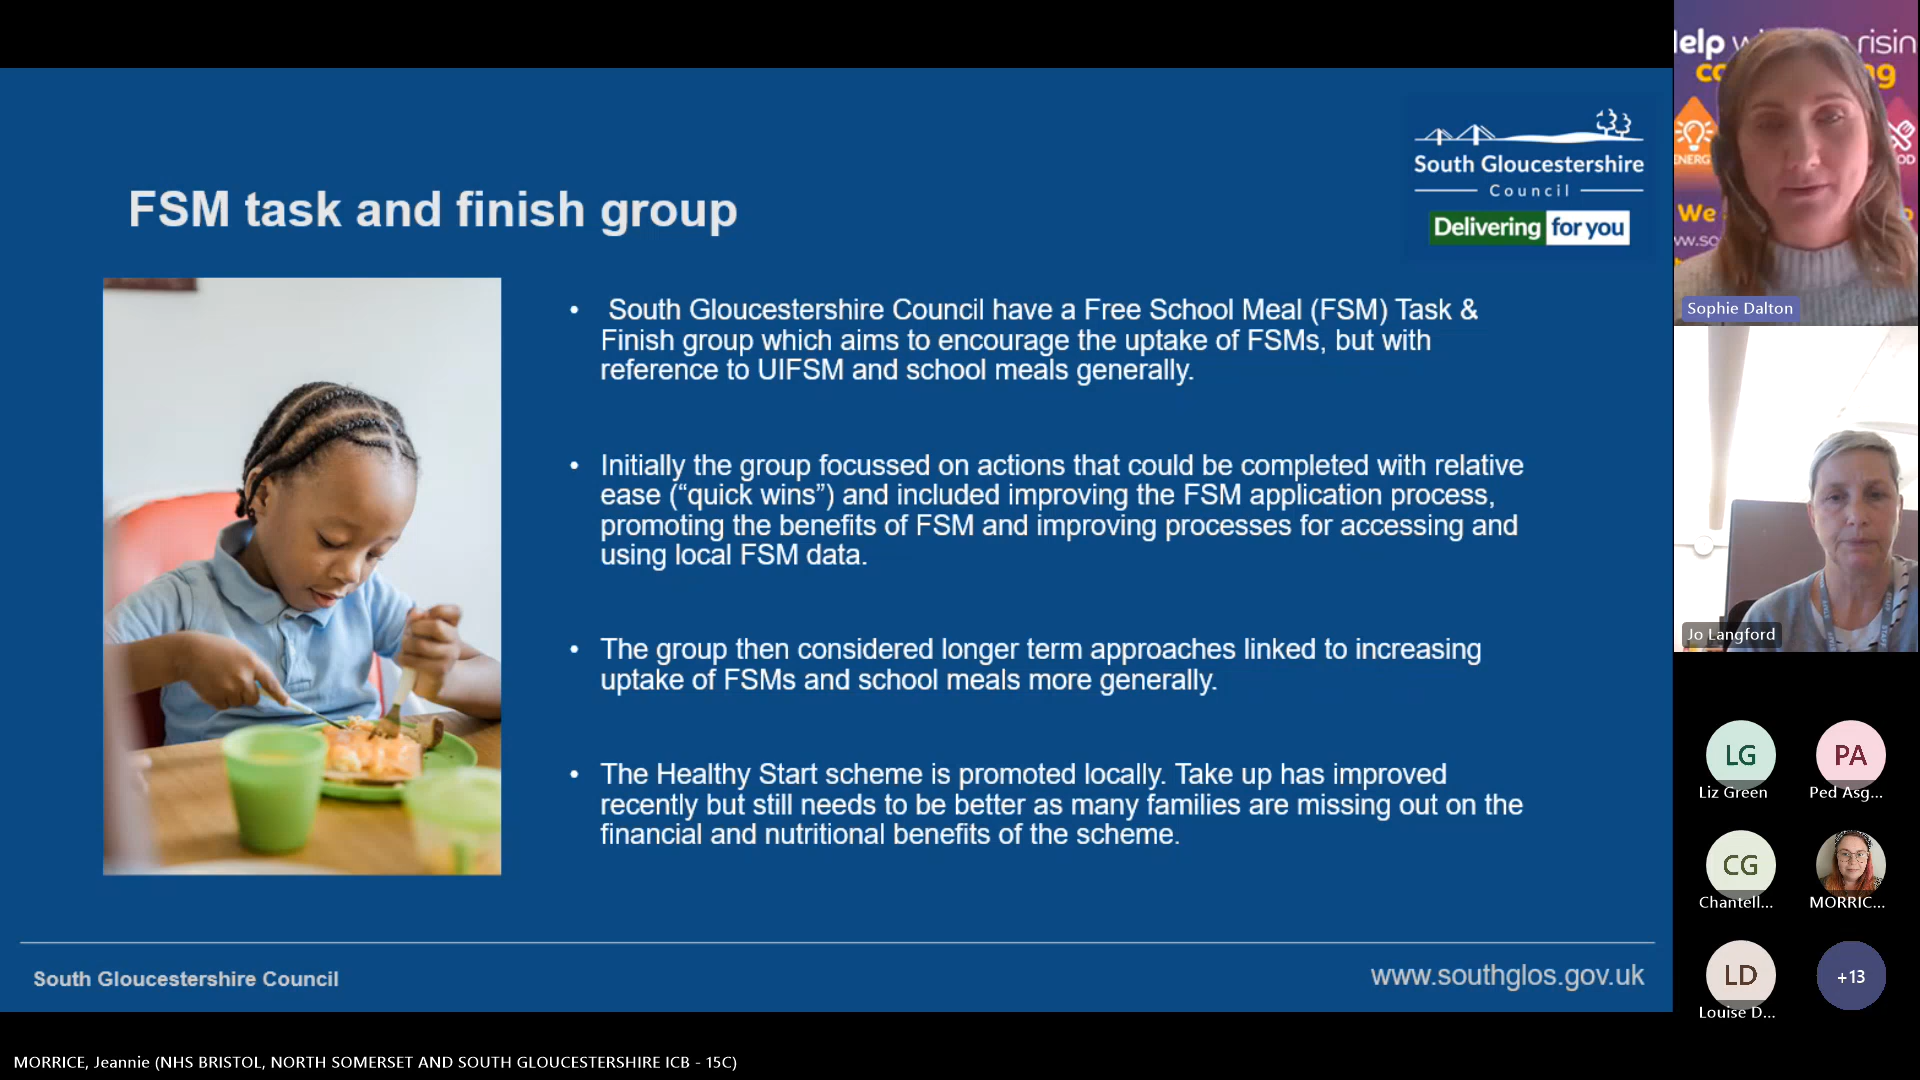 South Gloucestershire
Council
Delivering for you
FSM task and finish group
• South Gloucestershire Council have a Free School Meal (FSM) Task &
Finish group which aims to encourage the uptake of FSMs, but with
reference to UIFSM and school meals generally.
• Initially the group focussed on actions that could be completed with relative
ease (“quick wins”) and included improving the FSM application process,
promoting the benefits of FSM and improving processes for accessing and
using local FSM data.
• The group then considered longer term approaches linked to increasing
uptake of FSMs and school meals more generally.
• The Healthy Start scheme is promoted locally. Take up has improved
recently but still needs to be better as many families are missing out on the
financial and nutritional benefits of the scheme.
South Gloucestershire Council
www.southglos.gov.uk
We
Sophie Dalton
Jo Langford
LG
Liz Green
PA
Ped Asg...
CG
Chantell...
MORRIC...
LD
Louise D...
+13
MORRICE, Jeannie (NHS BRISTOL, NORTH SOMERSET AND SOUTH GLOUCESTERSHIRE ICB - 15C)